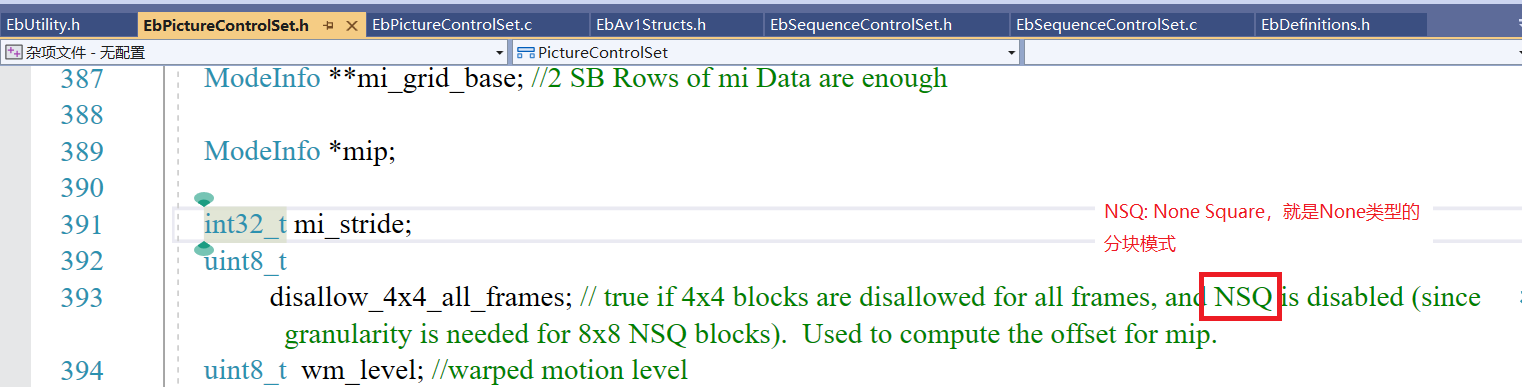 EbUtility.h EbPictureControlSet.h EbPictureControlSet.c EbAv1Structs.h EbSequenceControlSet.h EbSequenceControlSet.c EbDefinitions.h
杂项文件 - 无配置 PictureControlSet
387 ModeInfo **mi_grid_base; //2 SB Rows of mi Data are enough
388
389 ModeInfo *mip;
390
391 int32_t mi_stride;
NSQ: None Square，就是None类型的
分块模式
392 uint8_t
393 disallow_4x4_all_frames; // true if 4x4 blocks are disallowed for all frames, and NSQ is disabled (since
granularity is needed for 8x8 NSQ blocks). Used to compute the offset for mip.
394 uint8_t wm_level; //warped motion level